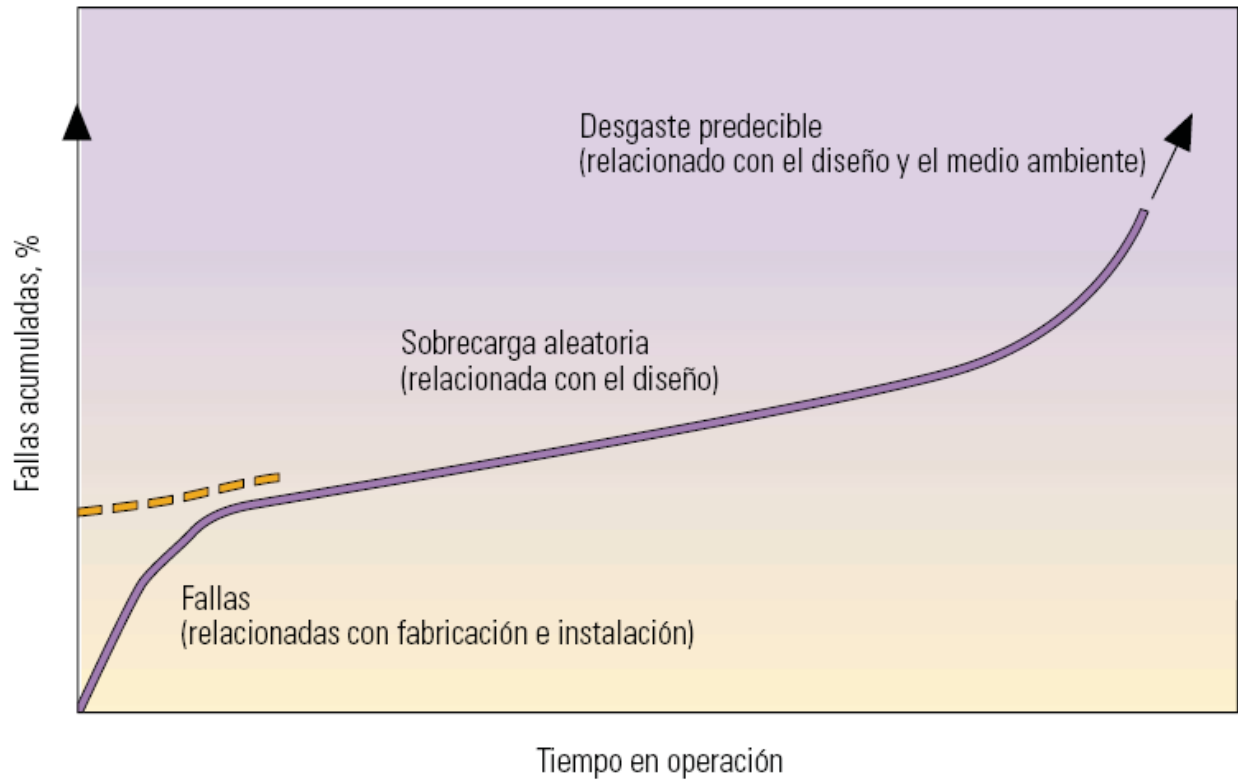 Desgaste predecible
(relacionado con el diseño y el medio ambiente)
Fallas acumuladas, %
Sobrecarga aleatoria
(relacionada con el diseño)
Fallas
(relacionadas con fabricación e instalación)
Tiempo en operación